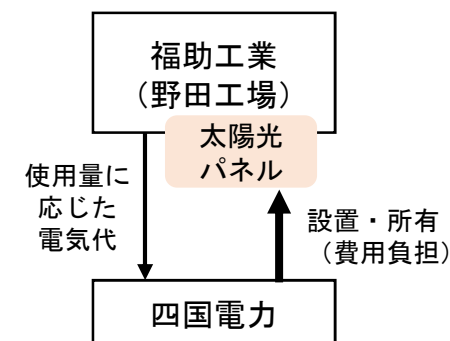 福助工業
（野田工場）
太陽光
パネル
使用量に
応じた
電気代
設置・所有
（費用負担）
四国電力